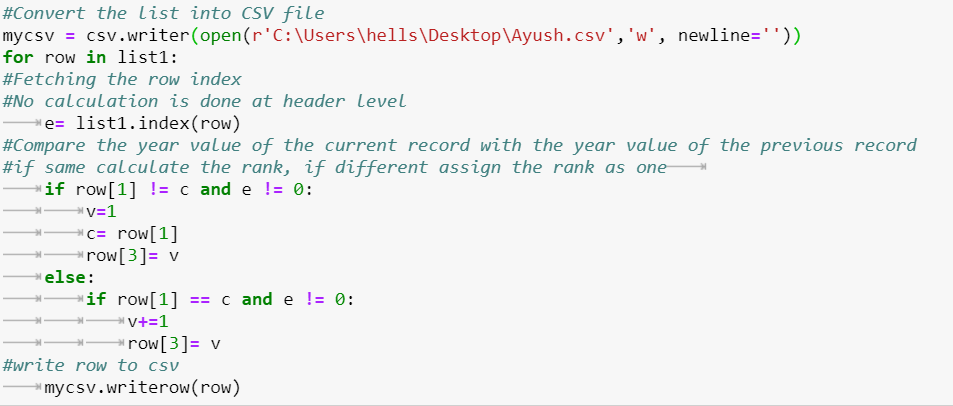 #Convert the list into CSV file
mycsv = csv.writer(open(r'C:\Users\hells\Desktop\Ayush.csv','w', newline=''))
for row in list1:
#Fetching the row index
#No calculation is done at header level
e= list1.index(row)
#Compare the year value of the current record with the year value of the previous record
#if same calculate the rank, if different assign the rank as one
if row[1] != c and e != 0:
v=1
c= row[1]
row[3]= v
else:
if row[1] == c and e != 0:
v+=1
row[3]= v
#write row to csv
mycsv.writerow(row)